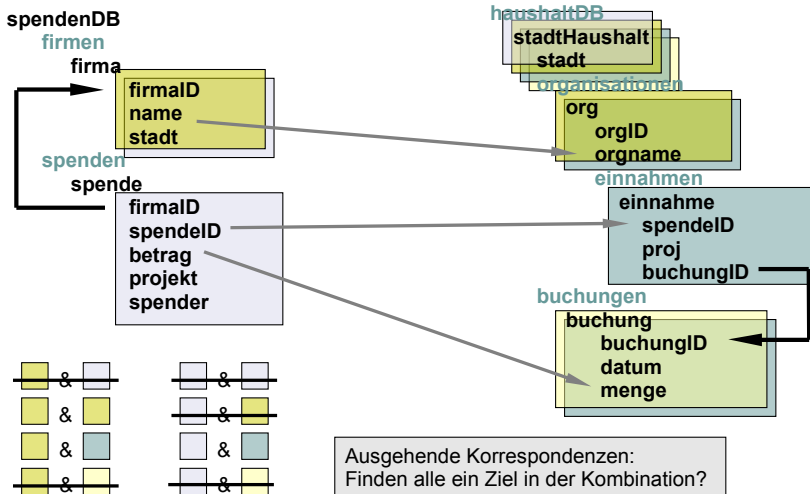 spendenDB
firmen
firma
firmaID
name
stadt
spenden
spende
firmaID
spendeID
betrag
projekt
spender
haushaltDB
stadtHaushalt
stadt
organisationen
org
orgID
orgname
einnahmen
einnahme
spendeID
proj
buchungID
buchungen
buchung
buchungID
datum
menge
& &
& &
& &
& &
Ausgehende Korrespondenzen:
Finden alle ein Ziel in der Kombination?